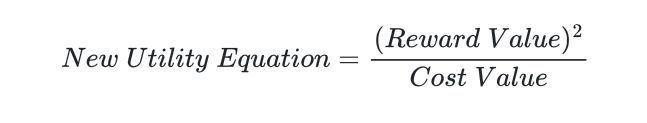 New Utility Equation = (Reward Value)² / Cost Value